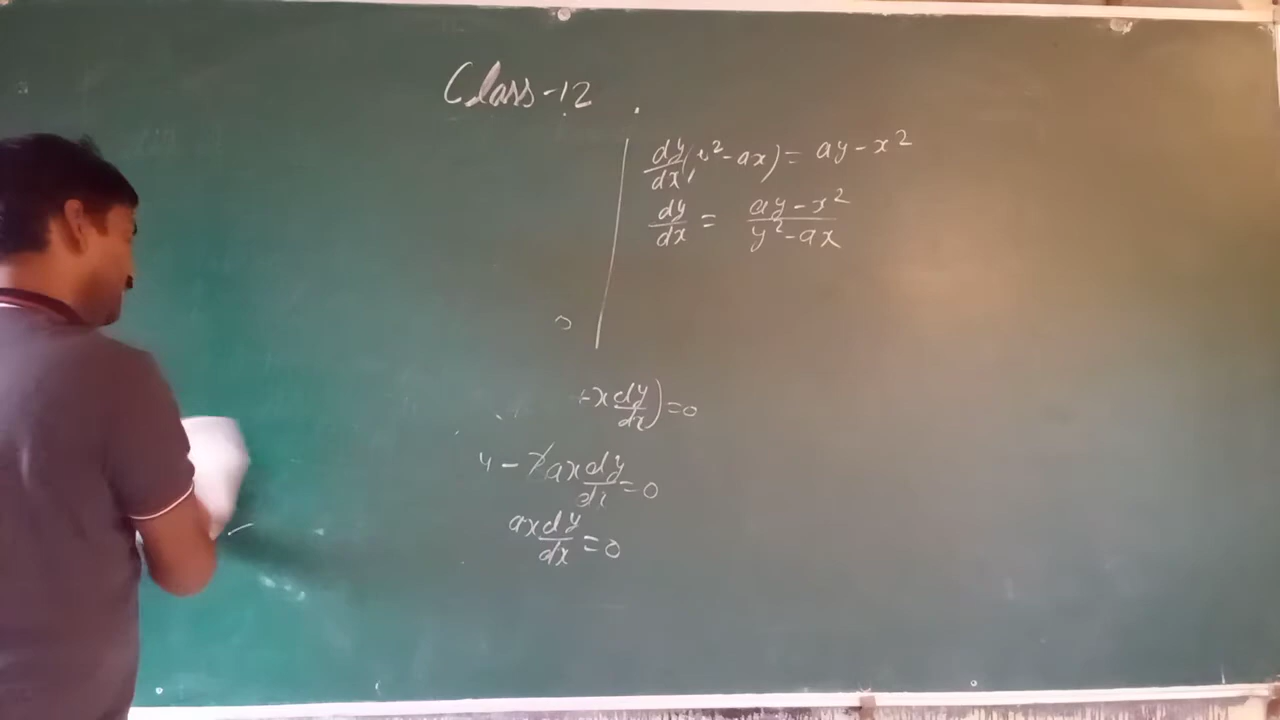 Class-12
dy/dx(y²-ax)= ay-x²
dy/dx = ay-x²/y²-ax
+x dy/dx)=0
y - 2ax dy/dx=0
ax dy/dx=0